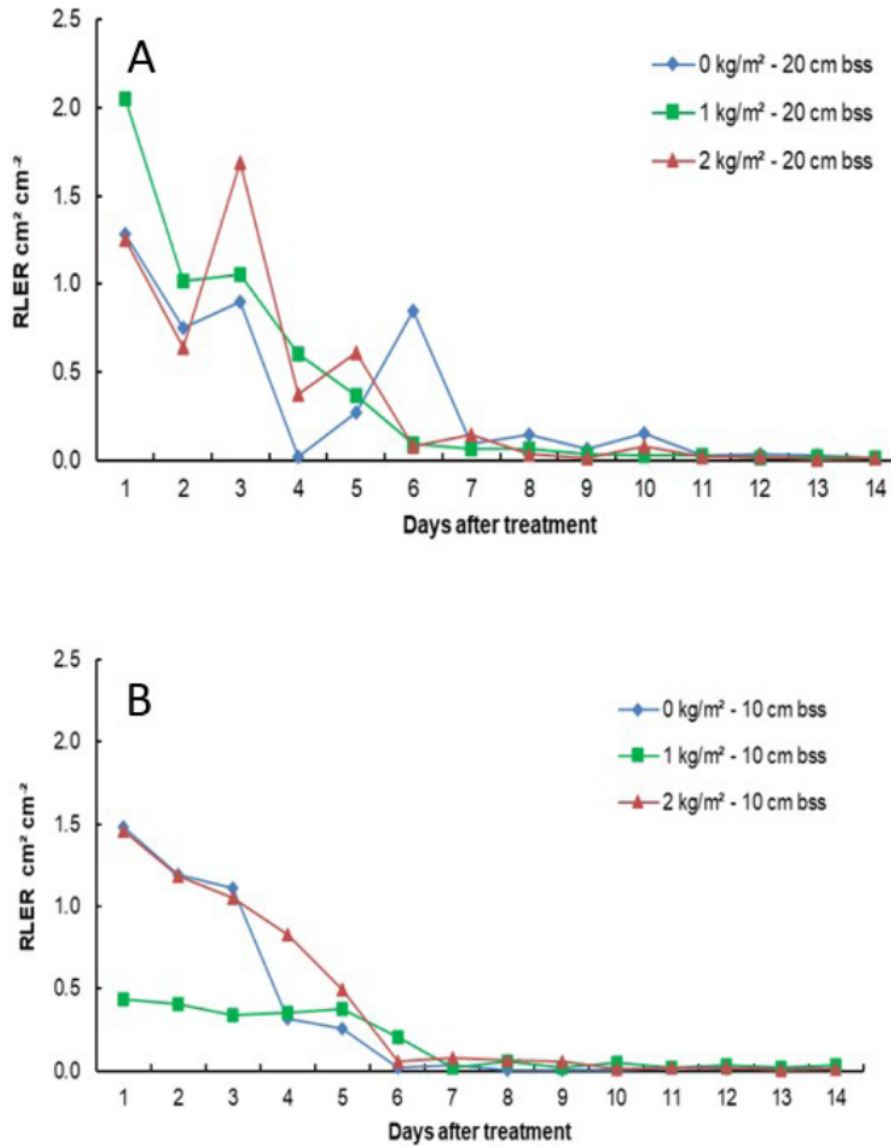 A
2.5
2.0
1.5
1.0
0.5
0.0
RLER cm² cm⁻²
0 kg/m² - 20 cm bss
1 kg/m² - 20 cm bss
2 kg/m² - 20 cm bss
1 2 3 4 5 6 7 8 9 10 11 12 13 14
Days after treatment
B
2.5
2.0
1.5
1.0
0.5
0.0
RLER cm² cm⁻²
0 kg/m² - 10 cm bss
1 kg/m² - 10 cm bss
2 kg/m² - 10 cm bss
1 2 3 4 5 6 7 8 9 10 11 12 13 14
Days after treatment